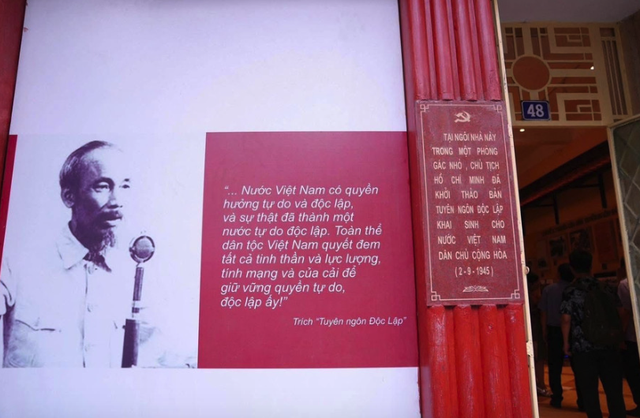 “... Nước Việt Nam có quyền
hưởng tự do và độc lập,
và sự thật đã thành một
nước tự do độc lập. Toàn thể
dân tộc Việt Nam quyết đem
tất cả tinh thần và lực lượng,
tính mạng và của cải để
giữ vững quyền tự do,
độc lập ấy!”
Trích “Tuyên ngôn Độc Lập”
TẠI NGÔI NHÀ NÀY
TRONG MỘT PHÒNG
GÁC NHỎ, CHỦ TỊCH
HỒ CHÍ MINH ĐÃ
KHỞI THẢO BẢN
TUYÊN NGÔN ĐỘC LẬP
KHAI SINH CHO
NƯỚC VIỆT NAM
DÂN CHỦ CỘNG HÒA
(2-9-1945)
48